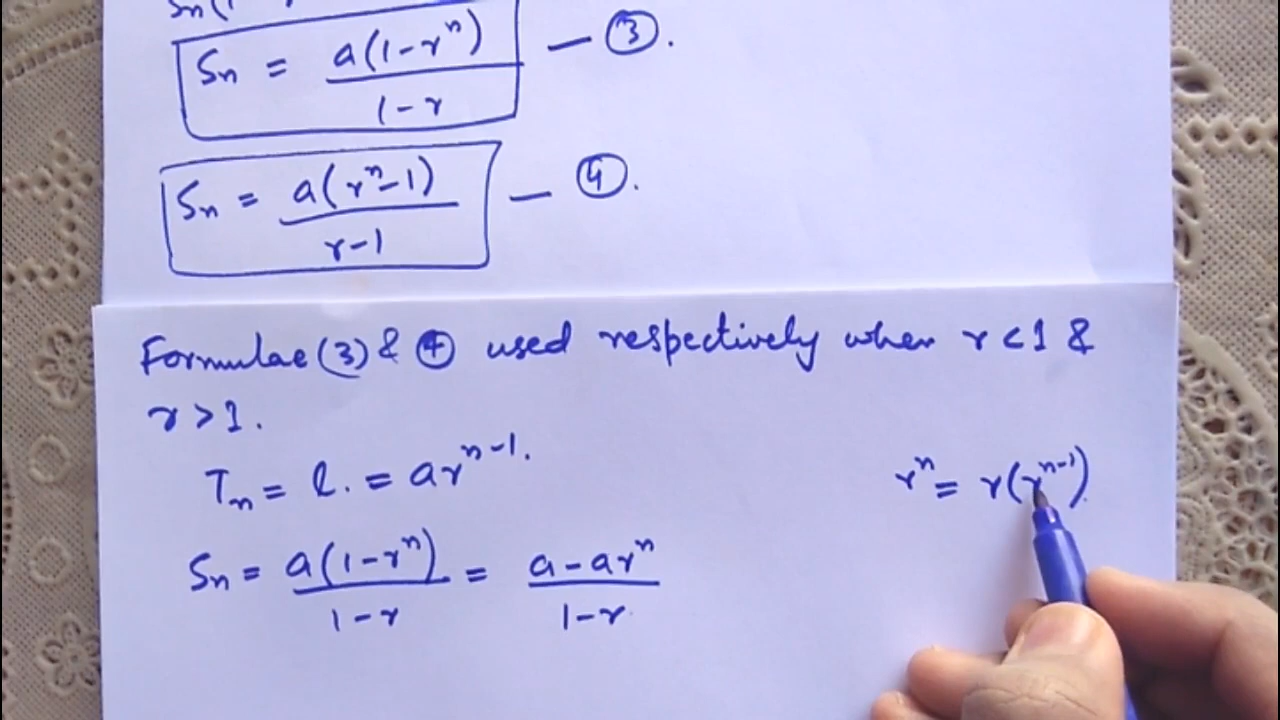 Sn = a(1-r^n) / 1-r — ③.
Sn = a(r^n-1) / r-1 — ④.
Formulae (3) & ④ used respectively when r < 1 &
r > 1.
Tn = l. = ar^n-1.
r^n = r(r^n-1).
Sn = a(1-r^n) / 1-r = a-ar^n / 1-r.